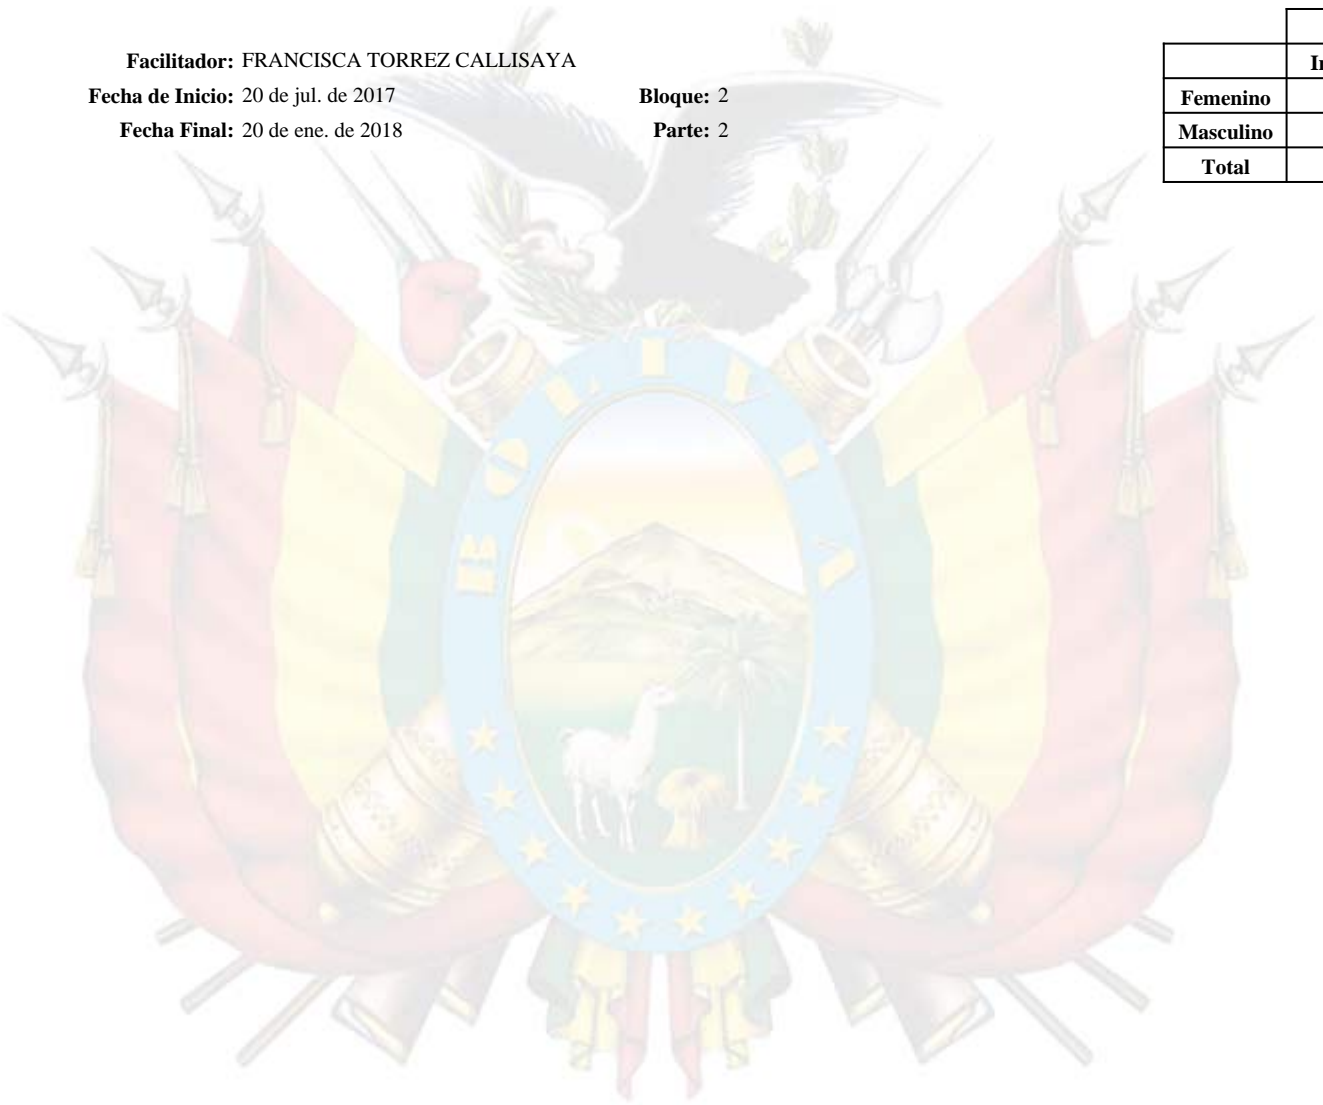 Facilitador: FRANCISCA TORREZ CALLISAYA
Fecha de Inicio: 20 de jul. de 2017 Bloque: 2
Fecha Final: 20 de ene. de 2018 Parte: 2
Femenino
Masculino
Total
BOLIVIA